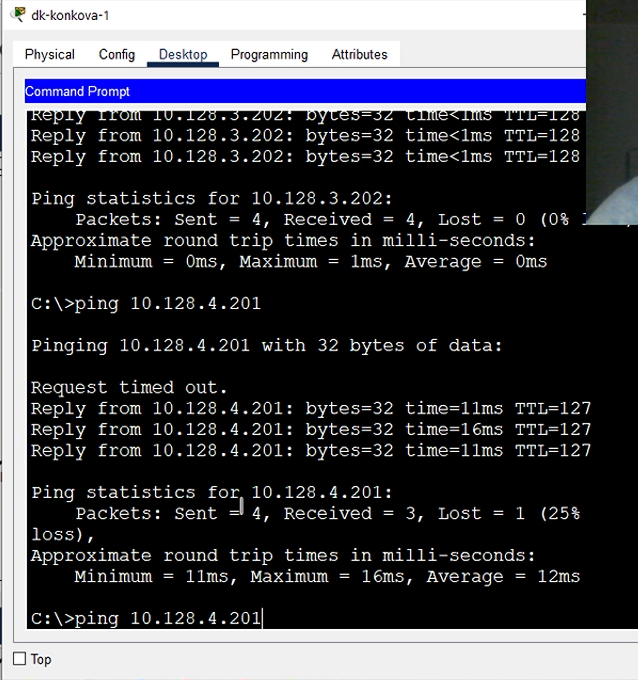 dk-konkova-1
Physical Config Desktop Programming Attributes
Command Prompt
Reply from 10.128.3.202: bytes=32 time<1ms TTL=128
Reply from 10.128.3.202: bytes=32 time<1ms TTL=128
Reply from 10.128.3.202: bytes=32 time<1ms TTL=128
Ping statistics for 10.128.3.202:
Packets: Sent = 4, Received = 4, Lost = 0 (0%
Approximate round trip times in milli-seconds:
Minimum = 0ms, Maximum = 1ms, Average = 0ms
C:\>ping 10.128.4.201
Pinging 10.128.4.201 with 32 bytes of data:
Request timed out.
Reply from 10.128.4.201: bytes=32 time=11ms TTL=127
Reply from 10.128.4.201: bytes=32 time=16ms TTL=127
Reply from 10.128.4.201: bytes=32 time=11ms TTL=127
Ping statistics for 10.128.4.201:
Packets: Sent = 4, Received = 3, Lost = 1 (25%
loss),
Approximate round trip times in milli-seconds:
Minimum = 11ms, Maximum = 16ms, Average = 12ms
C:\>ping 10.128.4.201
Top